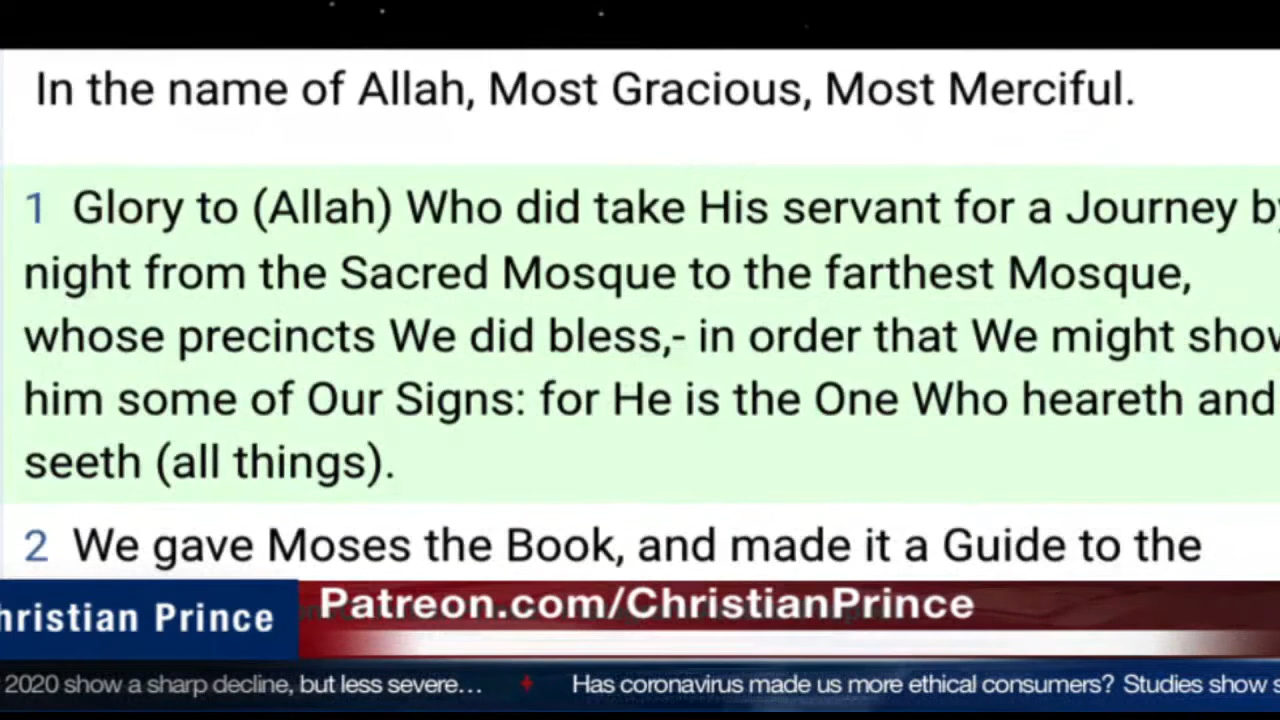 In the name of Allah, Most Gracious, Most Merciful.
1 Glory to (Allah) Who did take His servant for a Journey by
night from the Sacred Mosque to the farthest Mosque,
whose precincts We did bless,- in order that We might show
him some of Our Signs: for He is the One Who heareth and
seeth (all things).
2 We gave Moses the Book, and made it a Guide to the
hristian Prince
Patreon.com/ChristianPrince
2020 show a sharp decline, but less severe... Has coronavirus made us more ethical consumers? Studies show s